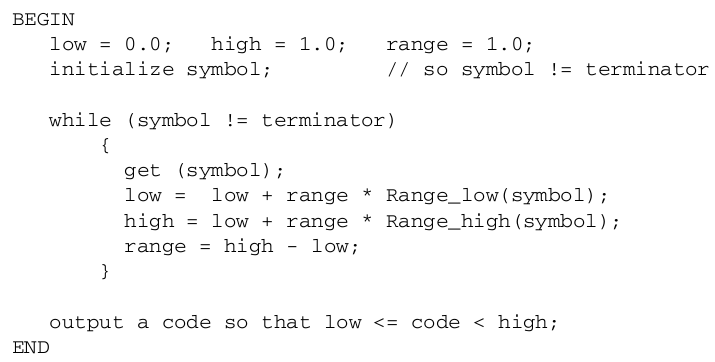 BEGIN
low = 0.0; high = 1.0; range = 1.0;
initialize symbol; // so symbol != terminator
while (symbol != terminator)
{
get (symbol);
low = low + range * Range_low(symbol);
high = low + range * Range_high(symbol);
range = high - low;
}
output a code so that low <= code < high;
END